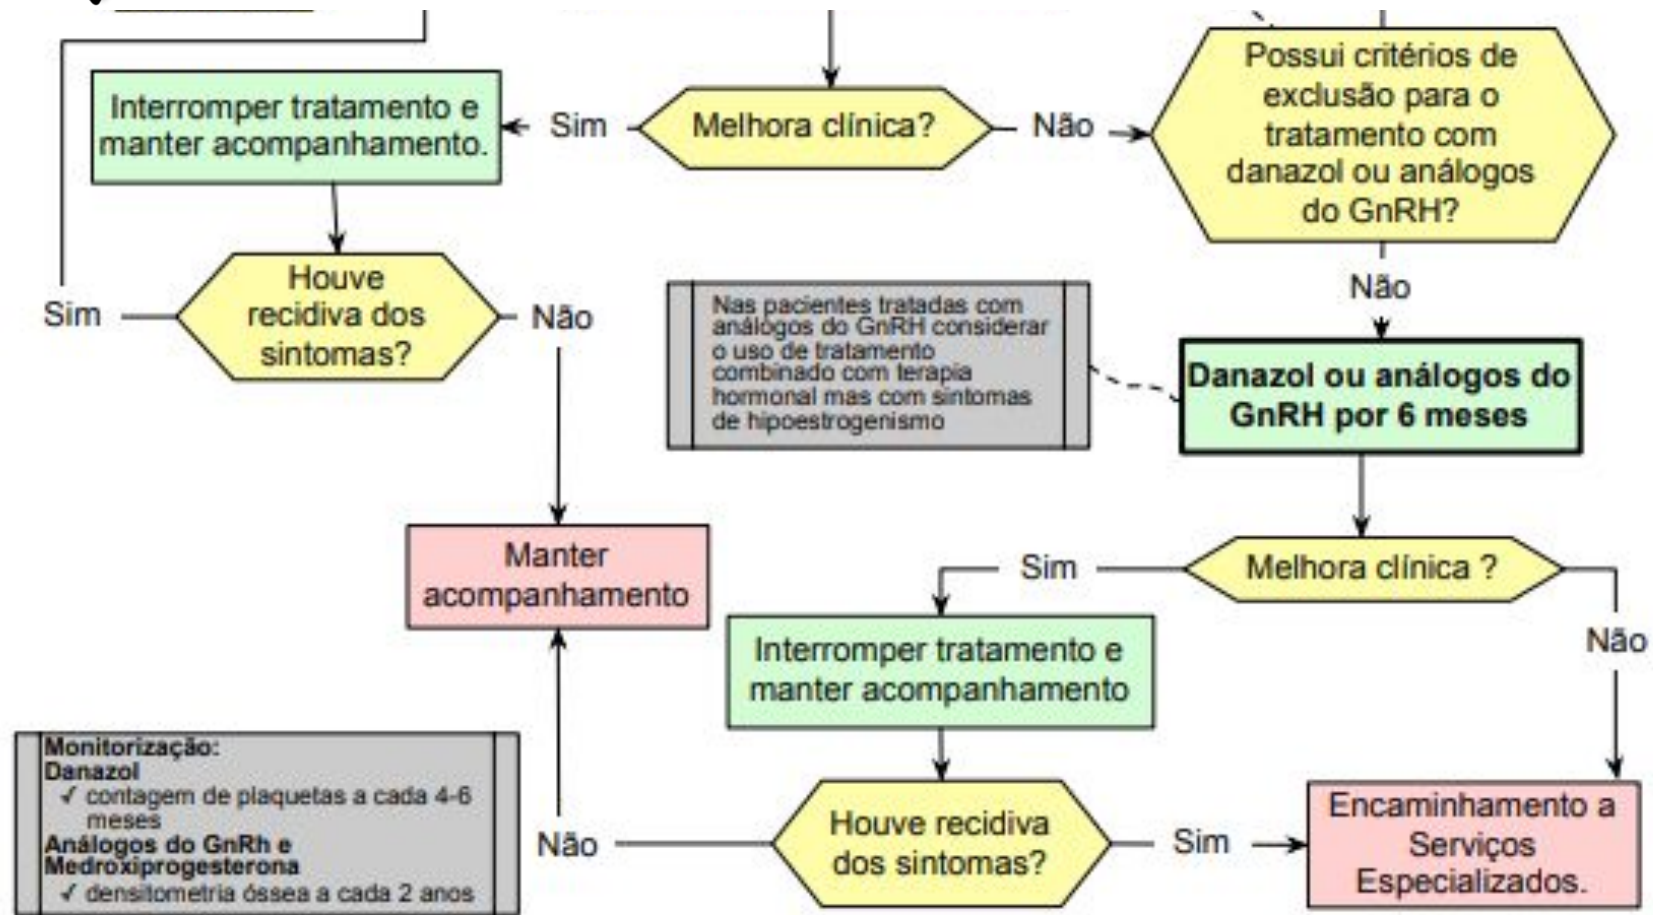 Possui critérios de
exclusão para o
tratamento com
danazol ou análogos
do GnRH?
Interromper tratamento e
manter acompanhamento.
Sim
Melhora clínica?
Não
Não
Houve
recidiva dos
sintomas?
Sim
Não
Nas pacientes tratadas com
análogos do GnRH considerar
o uso de tratamento
combinado com terapia
hormonal mas com sintomas
de hipoestrogenismo
Danazol ou análogos do
GnRH por 6 meses
Manter
acompanhamento
Sim
Melhora clínica ?
Não
Interromper tratamento e
manter acompanhamento
Monitorização:
Danazol
✓ contagem de plaquetas a cada 4-6
meses
Análogos do GnRh e
Medroxiprogesterona
✓ densitometria óssea a cada 2 anos
Não
Houve recidiva
dos sintomas?
Sim
Encaminhamento a
Serviços
Especializados.